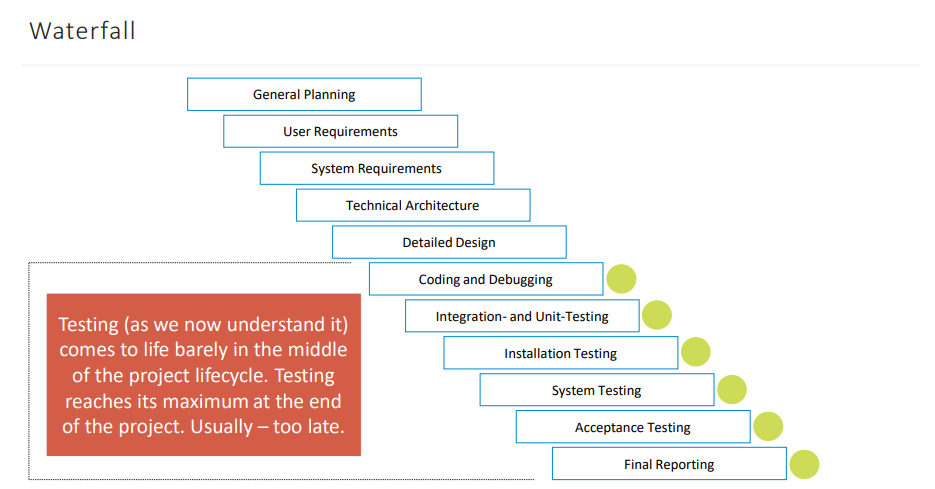 Waterfall
General Planning
User Requirements
System Requirements
Technical Architecture
Detailed Design
Coding and Debugging
Integration- and Unit-Testing
Installation Testing
System Testing
Acceptance Testing
Final Reporting
Testing (as we now understand it)
comes to life barely in the middle
of the project lifecycle. Testing
reaches its maximum at the end
of the project. Usually – too late.